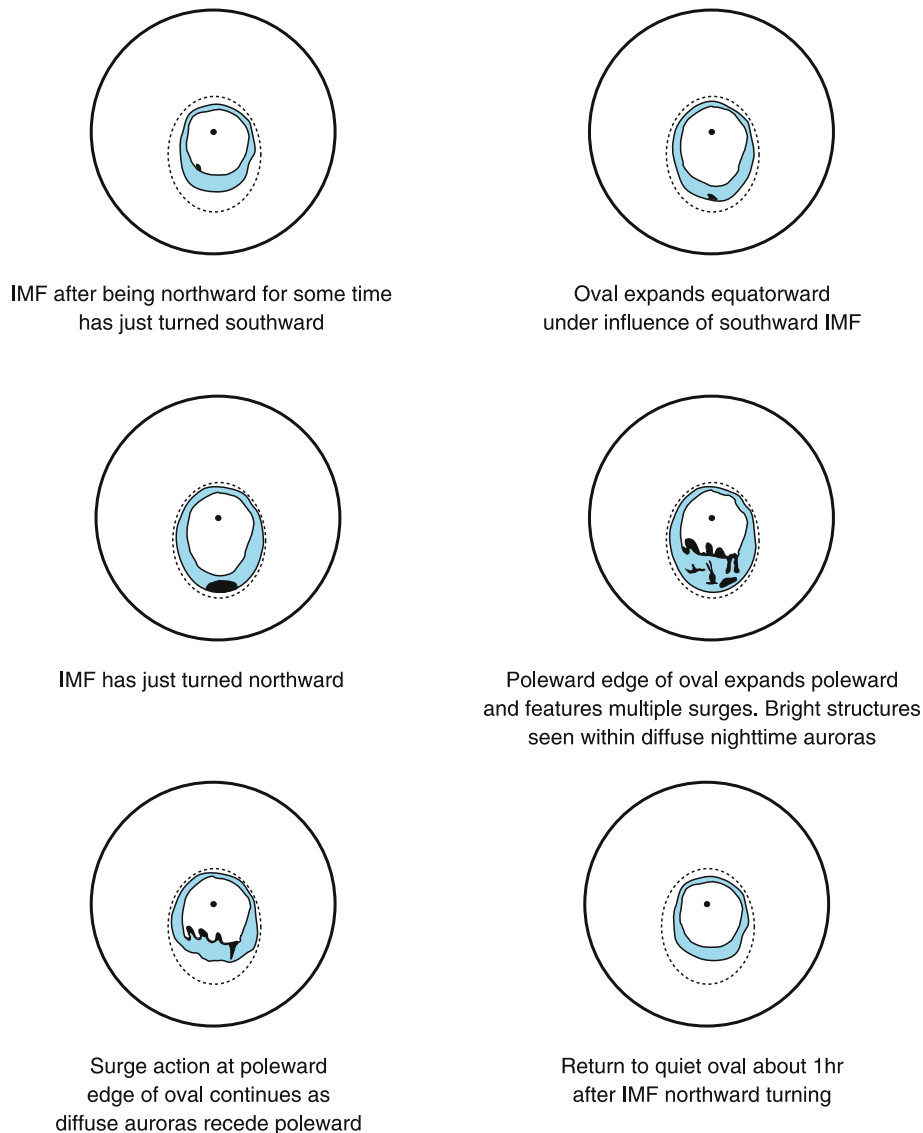 IMF after being northward for some time
has just turned southward
Oval expands equatorward
under influence of southward IMF
IMF has just turned northward
Poleward edge of oval expands poleward
and features multiple surges. Bright structures
seen within diffuse nighttime auroras
Surge action at poleward
edge of oval continues as
diffuse auroras recede poleward
Return to quiet oval about 1hr
after IMF northward turning